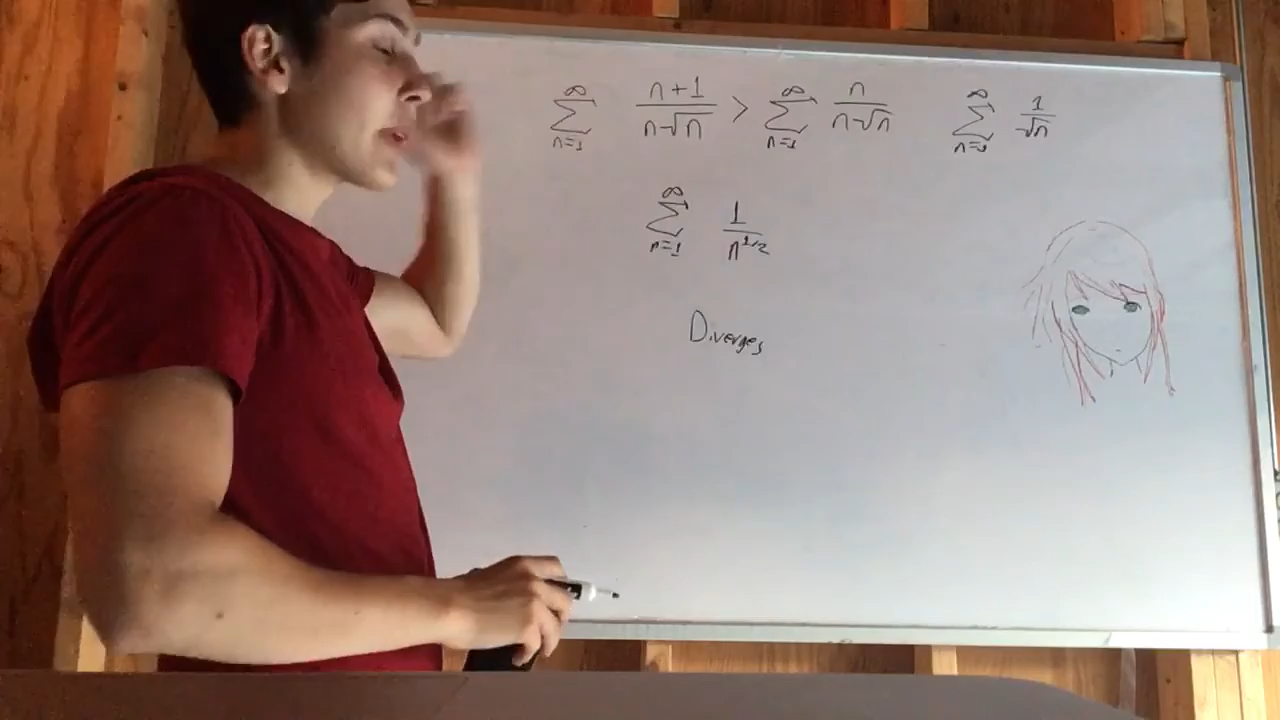 ∞ n+1 / n√n > ∞ n / n√n ∞ 1 / √n
∑ n=1 ∑ n=1 ∑ n=1
∞ ∑ n=1 1 / n^1/2
Diverges